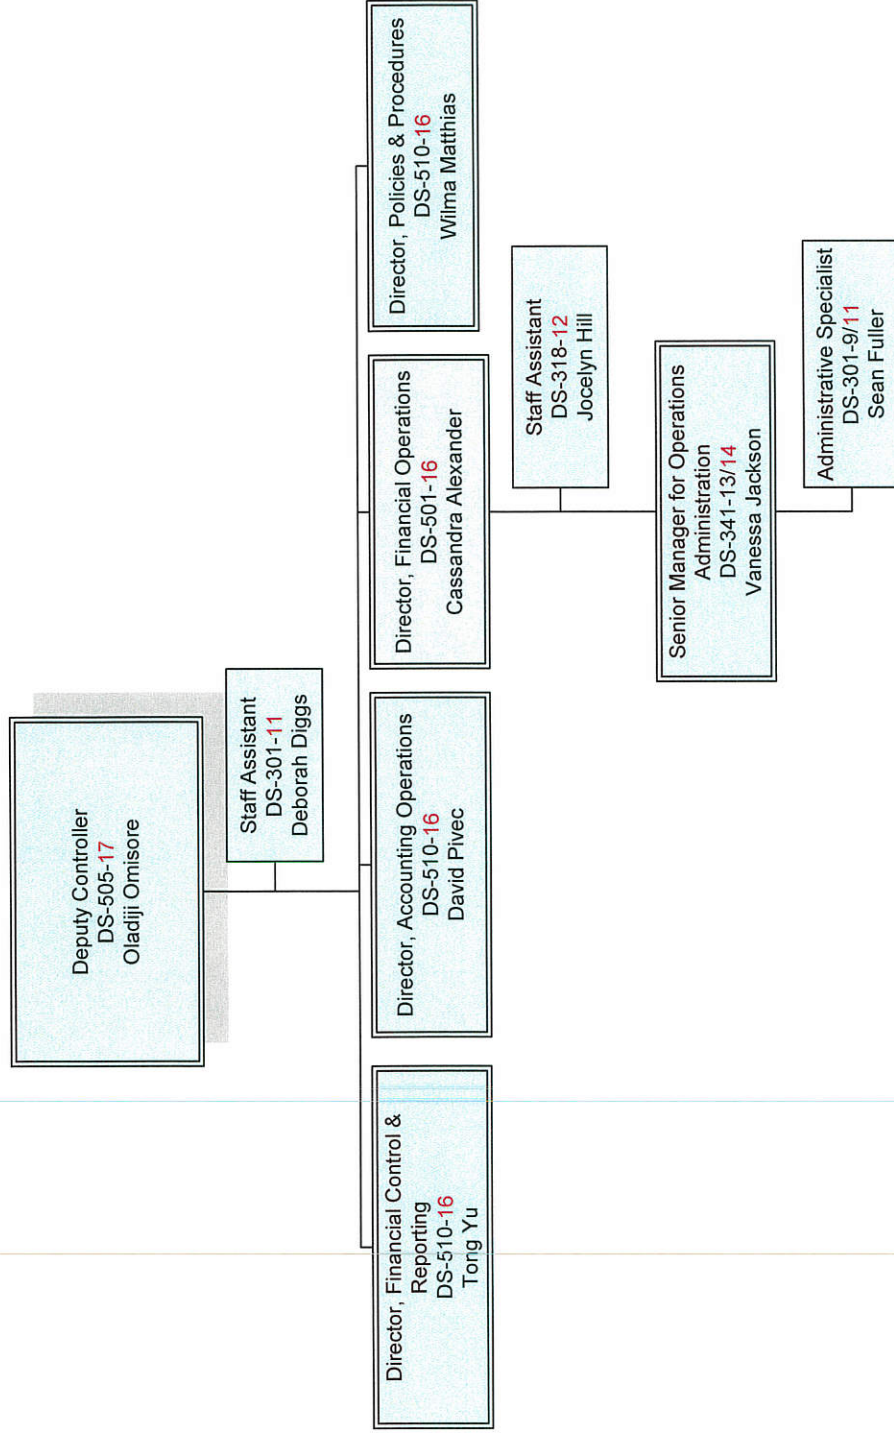 Deputy Controller
DS-505-17
Oladiji Omisore
Staff Assistant
DS-301-11
Deborah Diggs
Director, Financial Control &
Reporting
DS-510-16
Tong Yu
Director, Accounting Operations
DS-510-16
David Pivec
Director, Financial Operations
DS-501-16
Cassandra Alexander
Director, Policies & Procedures
DS-510-16
Wilma Matthias
Staff Assistant
DS-318-12
Jocelyn Hill
Senior Manager for Operations
Administration
DS-341-13/14
Vanessa Jackson
Administrative Specialist
DS-301-9/11
Sean Fuller